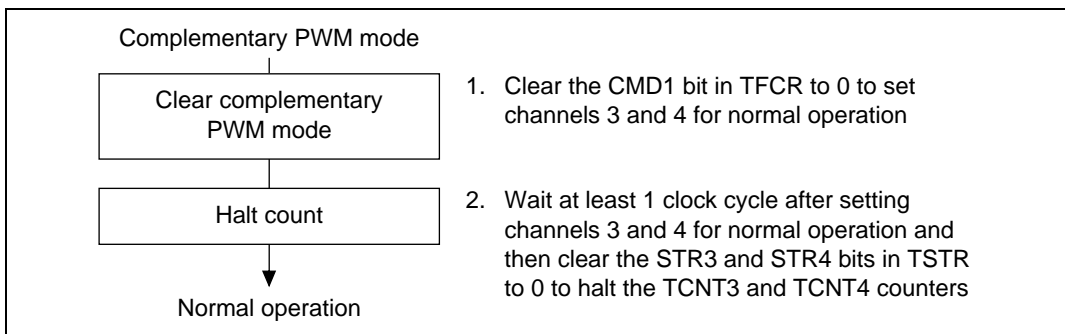 Complementary PWM mode
Clear complementary
PWM mode
1. Clear the CMD1 bit in TFCR to 0 to set
channels 3 and 4 for normal operation
Halt count
2. Wait at least 1 clock cycle after setting
channels 3 and 4 for normal operation and
then clear the STR3 and STR4 bits in TSTR
to 0 to halt the TCNT3 and TCNT4 counters
Normal operation